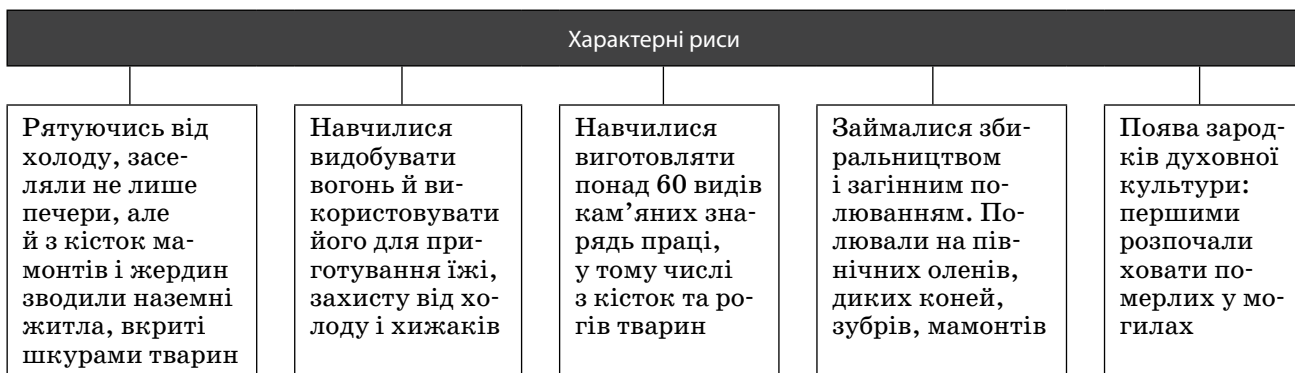 Характерні риси
Рятуючись від
холоду, засе-
ляли не лише
печери, але
й з кісток ма-
монтів і жердин
зводили наземні
житла, вкриті
шкурами тварин
Навчилися
видобувати
вогонь й ви-
користовувати
його для при-
готування їжі,
захисту від хо-
лоду і хижаків
Навчилися
виготовляти
понад 60 видів
кам’яних зна-
рядь праці,
у тому числі
з кісток та ро-
гів тварин
Займалися зби-
ральництвом
і загінним по-
люванням. По-
лювали на пів-
нічних оленів,
диких коней,
зубрів, мамонтів
Поява зарод-
ків духовної
культури:
першими
розпочали
ховати по-
мерлих у мо-
гилах